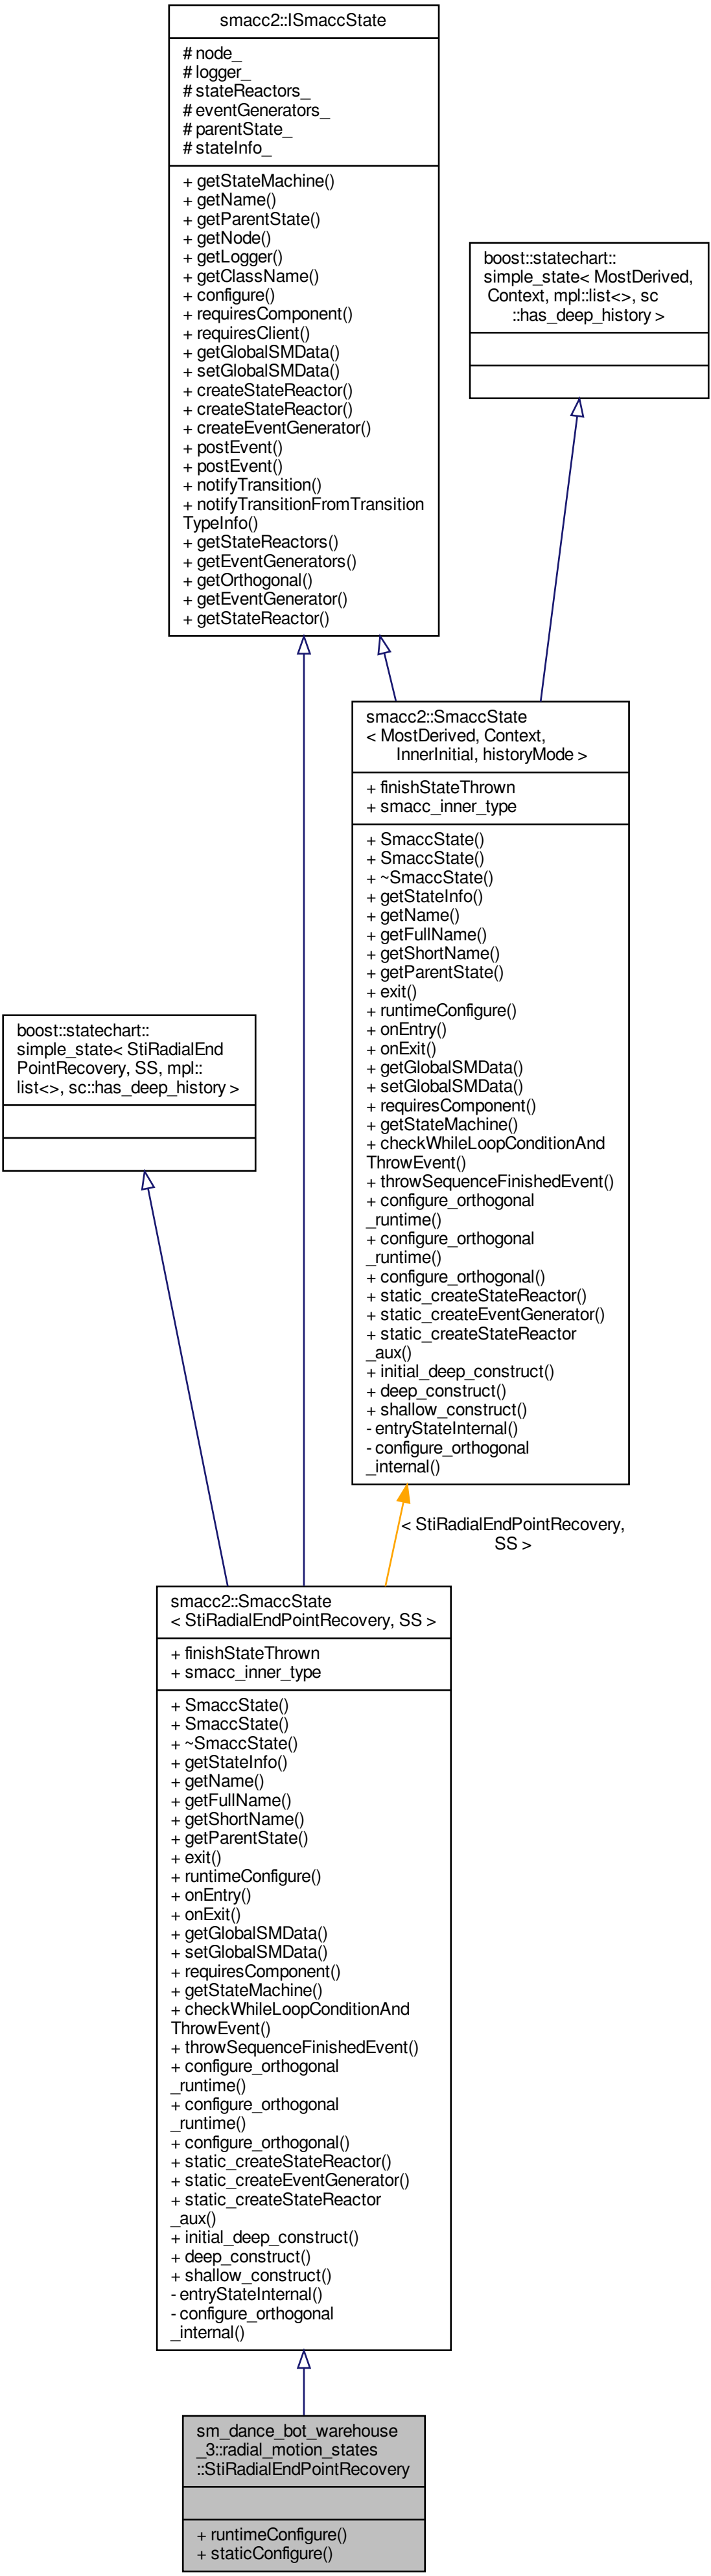 smacc2::ISmaccState
# node_
# logger_
# stateReactors_
# eventGenerators_
# parentState_
# stateInfo_
+ getStateMachine()
+ getName()
+ getParentState()
+ getNode()
+ getLogger()
+ getClassName()
+ configure()
+ requiresComponent()
+ requiresClient()
+ getGlobalSMData()
+ setGlobalSMData()
+ createStateReactor()
+ createStateReactor()
+ createEventGenerator()
+ postEvent()
+ postEvent()
+ notifyTransition()
+ notifyTransitionFromTransition
TypeInfo()
+ getStateReactors()
+ getEventGenerators()
+ getOrthogonal()
+ getEventGenerator()
+ getStateReactor()
boost::statechart::
simple_state< MostDerived,
Context, mpl::list<>, sc
::has_deep_history >
smacc2::SmaccState
< MostDerived, Context,
InnerInitial, historyMode >
+ finishStateThrown
+ smacc_inner_type
+ SmaccState()
+ SmaccState()
+ ~SmaccState()
+ getStateInfo()
+ getName()
+ getFullName()
+ getShortName()
+ getParentState()
+ exit()
+ runtimeConfigure()
+ onEntry()
+ onExit()
+ getGlobalSMData()
+ setGlobalSMData()
+ requiresComponent()
+ getStateMachine()
+ checkWhileLoopConditionAnd
ThrowEvent()
+ throwSequenceFinishedEvent()
+ configure_orthogonal
_runtime()
+ configure_orthogonal
_runtime()
+ configure_orthogonal()
+ static_createStateReactor()
+ static_createEventGenerator()
+ static_createStateReactor
_aux()
+ initial_deep_construct()
+ deep_construct()
+ shallow_construct()
- entryStateInternal()
- configure_orthogonal
_internal()
boost::statechart::
simple_state< StiRadialEnd
PointRecovery, SS, mpl::
list<>, sc::has_deep_history >
< StiRadialEndPointRecovery,
SS >
smacc2::SmaccState
< StiRadialEndPointRecovery, SS >
+ finishStateThrown
+ smacc_inner_type
+ SmaccState()
+ SmaccState()
+ ~SmaccState()
+ getStateInfo()
+ getName()
+ getFullName()
+ getShortName()
+ getParentState()
+ exit()
+ runtimeConfigure()
+ onEntry()
+ onExit()
+ getGlobalSMData()
+ setGlobalSMData()
+ requiresComponent()
+ getStateMachine()
+ checkWhileLoopConditionAnd
ThrowEvent()
+ throwSequenceFinishedEvent()
+ configure_orthogonal
_runtime()
+ configure_orthogonal
_runtime()
+ configure_orthogonal()
+ static_createStateReactor()
+ static_createEventGenerator()
+ static_createStateReactor
_aux()
+ initial_deep_construct()
+ deep_construct()
+ shallow_construct()
- entryStateInternal()
- configure_orthogonal
_internal()
sm_dance_bot_warehouse
_3::radial_motion_states
::StiRadialEndPointRecovery
+ runtimeConfigure()
+ staticConfigure()